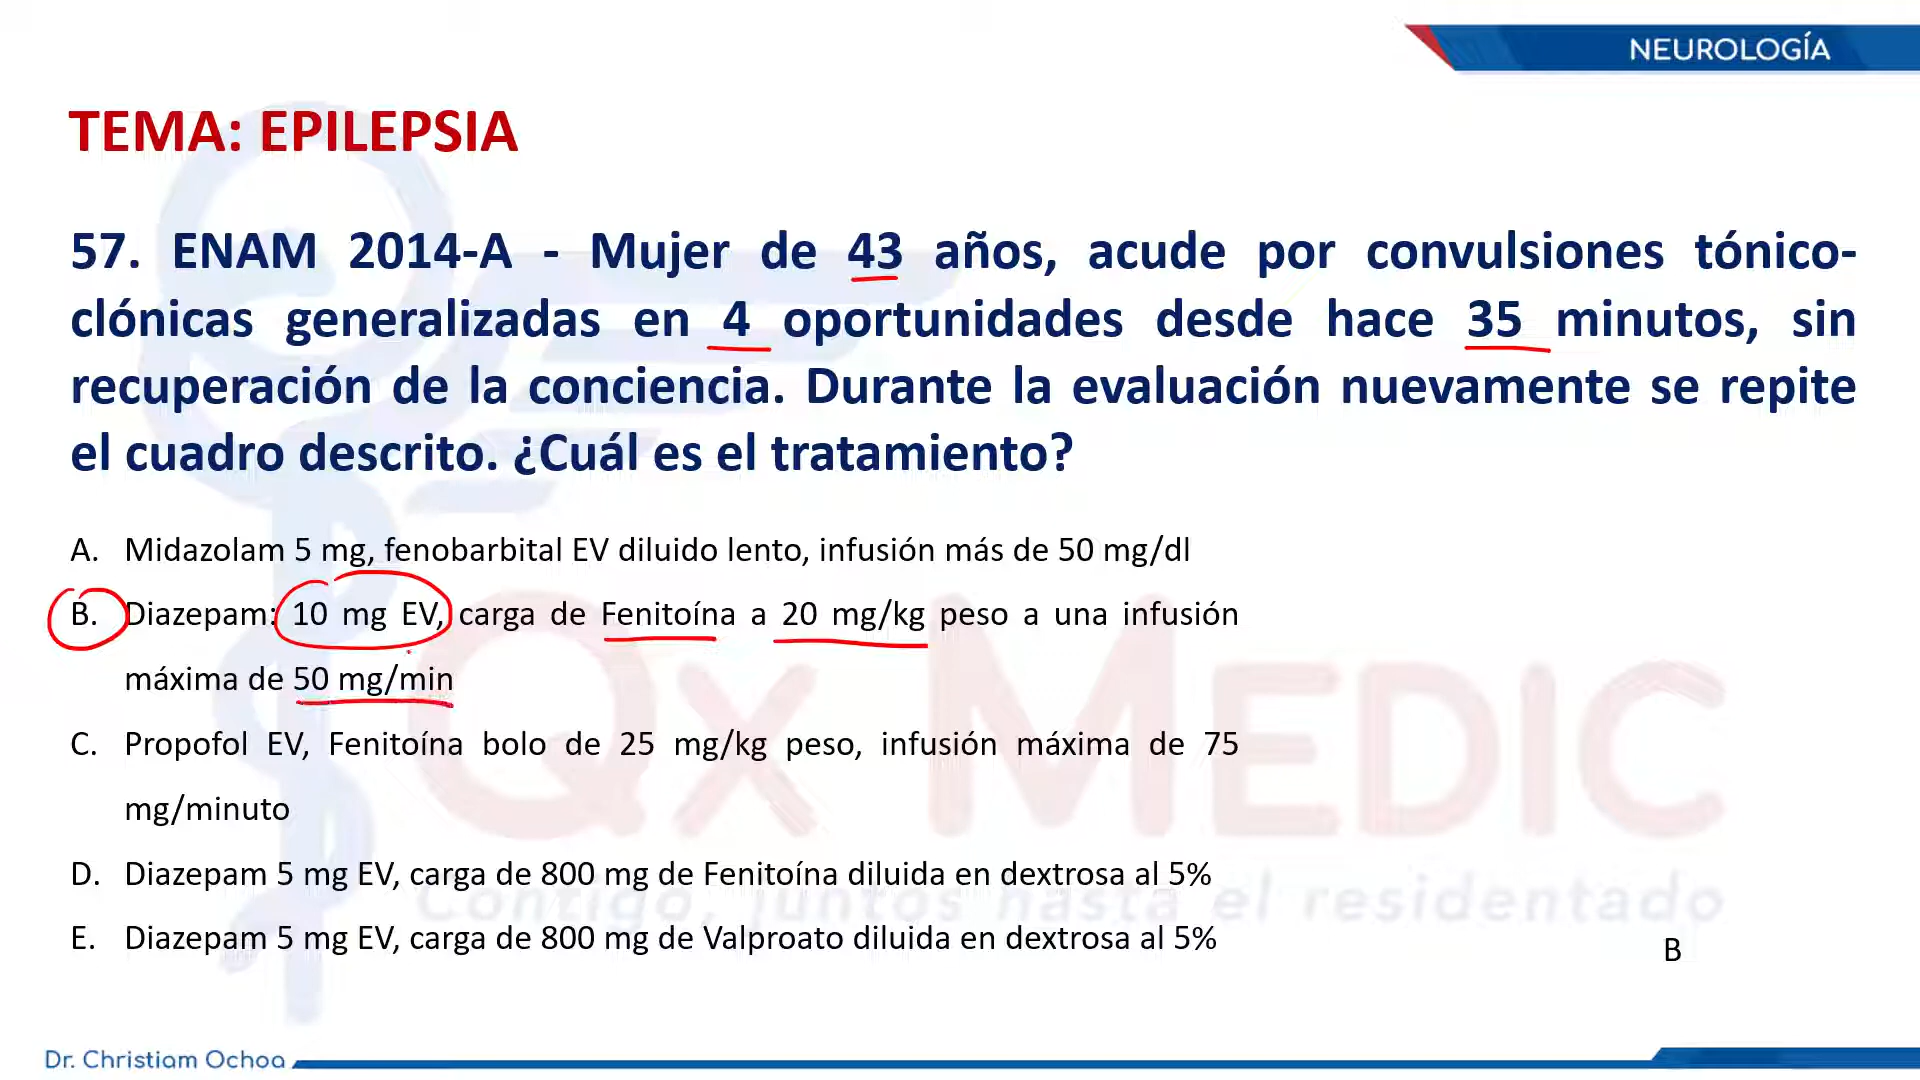 NEUROLOGÍA
TEMA: EPILEPSIA
57. ENAM 2014-A - Mujer de 43 años, acude por convulsiones tónico-
clónicas generalizadas en 4 oportunidades desde hace 35 minutos, sin
recuperación de la conciencia. Durante la evaluación nuevamente se repite
el cuadro descrito. ¿Cuál es el tratamiento?
A. Midazolam 5 mg, fenobarbital EV diluido lento, infusión más de 50 mg/dl
B. Diazepam: 10 mg EV, carga de Fenitoína a 20 mg/kg peso a una infusión
máxima de 50 mg/min
C. Propofol EV, Fenitoína bolo de 25 mg/kg peso, infusión máxima de 75
mg/minuto
D. Diazepam 5 mg EV, carga de 800 mg de Fenitoína diluida en dextrosa al 5%
E. Diazepam 5 mg EV, carga de 800 mg de Valproato diluida en dextrosa al 5%
B
Qx MEDIC
Contigo, juntos hasta el residentado
Dr. Christiam Ochoa